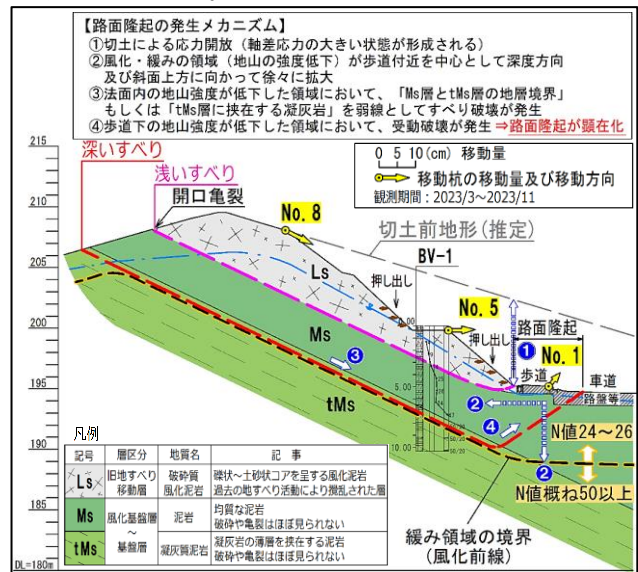 【路面隆起の発生メカニズム】
①切土による応力開放（軸差応力の大きい状態が形成される）
②風化・緩みの領域（地山の強度低下）が歩道付近を中心として深度方向
及び斜面上方に向かって徐々に拡大
③法面内の地山強度が低下した領域において、「Ms層とtMs層の地層境界」
もしくは「tMs層に挟在する凝灰岩」を弱線としてすべり破壊が発生
④歩道下の地山強度が低下した領域において、受動破壊が発生 ⇒路面隆起が顕在化
0 5 10(cm) 移動量
移動杭の移動量及び移動方向
観測期間：2023/3～2023/11
215
深いすべり
浅いすべり
開口亀裂
210
No. 8
切土前地形(推定)
BV-1
205
Ls
押し出し
No. 5
200
押し出し
路面隆起
①
No. 1
Ms
③
歩道
車道
195
5.00
路盤等
tMs
②
④
N値24～26
190
10.00
②
N値概ね50以上
185
緩み領域の境界
(風化前線)
DL=180m
凡例
記号 層区分 地質名 記 事
Ls 旧地すべり移動層 破砕質風化泥岩 礫状～土砂状コアを呈する風化泥岩
過去の地すべり活動により撹乱された層
Ms 風化基盤層～基盤層 泥岩 均質な泥岩
破砕や亀裂はほぼ見られない
tMs 凝灰質泥岩 凝灰岩の薄層を挟在する泥岩
破砕や亀裂はほぼ見られない